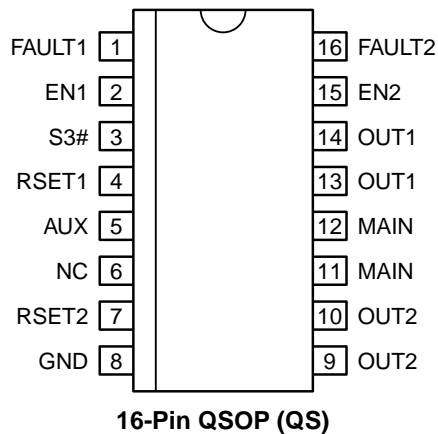 FAULT1 1 16 FAULT2
EN1 2 15 EN2
S3# 3 14 OUT1
RSET1 4 13 OUT1
AUX 5 12 MAIN
NC 6 11 MAIN
RSET2 7 10 OUT2
GND 8 9 OUT2
16-Pin QSOP (QS)